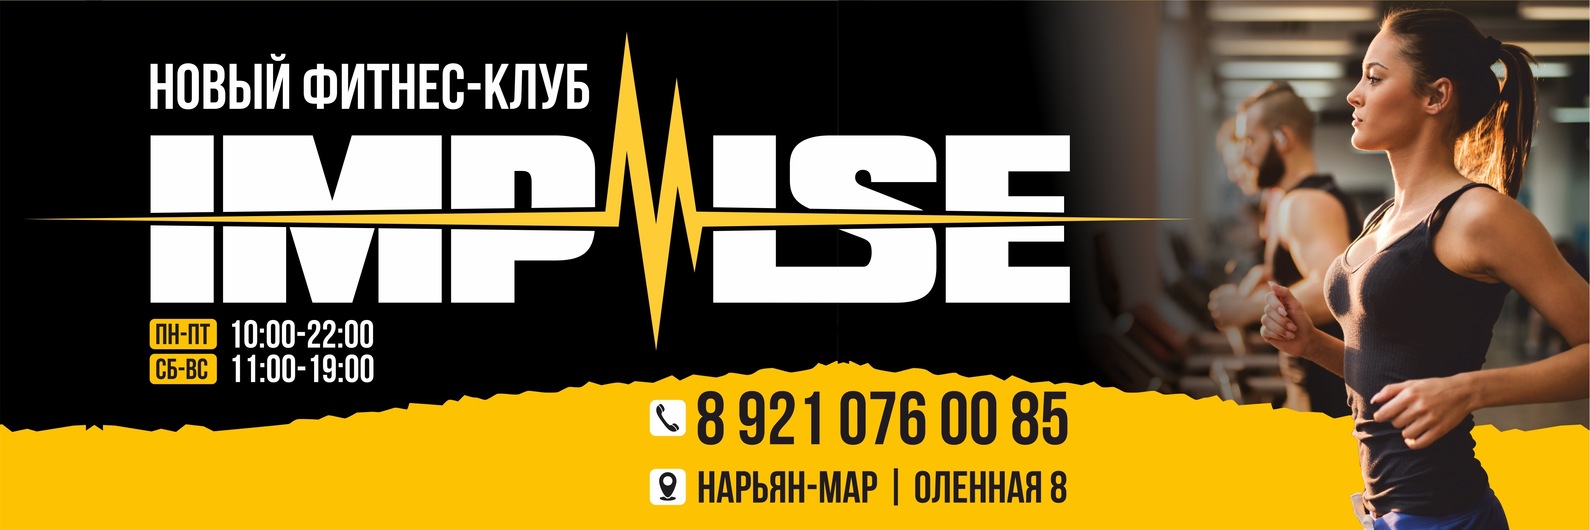 НОВЫЙ ФИТНЕС-КЛУБ
IMPULSE
ПН-ПТ 10:00-22:00
СБ-ВС 11:00-19:00
8 921 076 00 85
НАРЬЯН-МАР | ОЛЕННАЯ 8